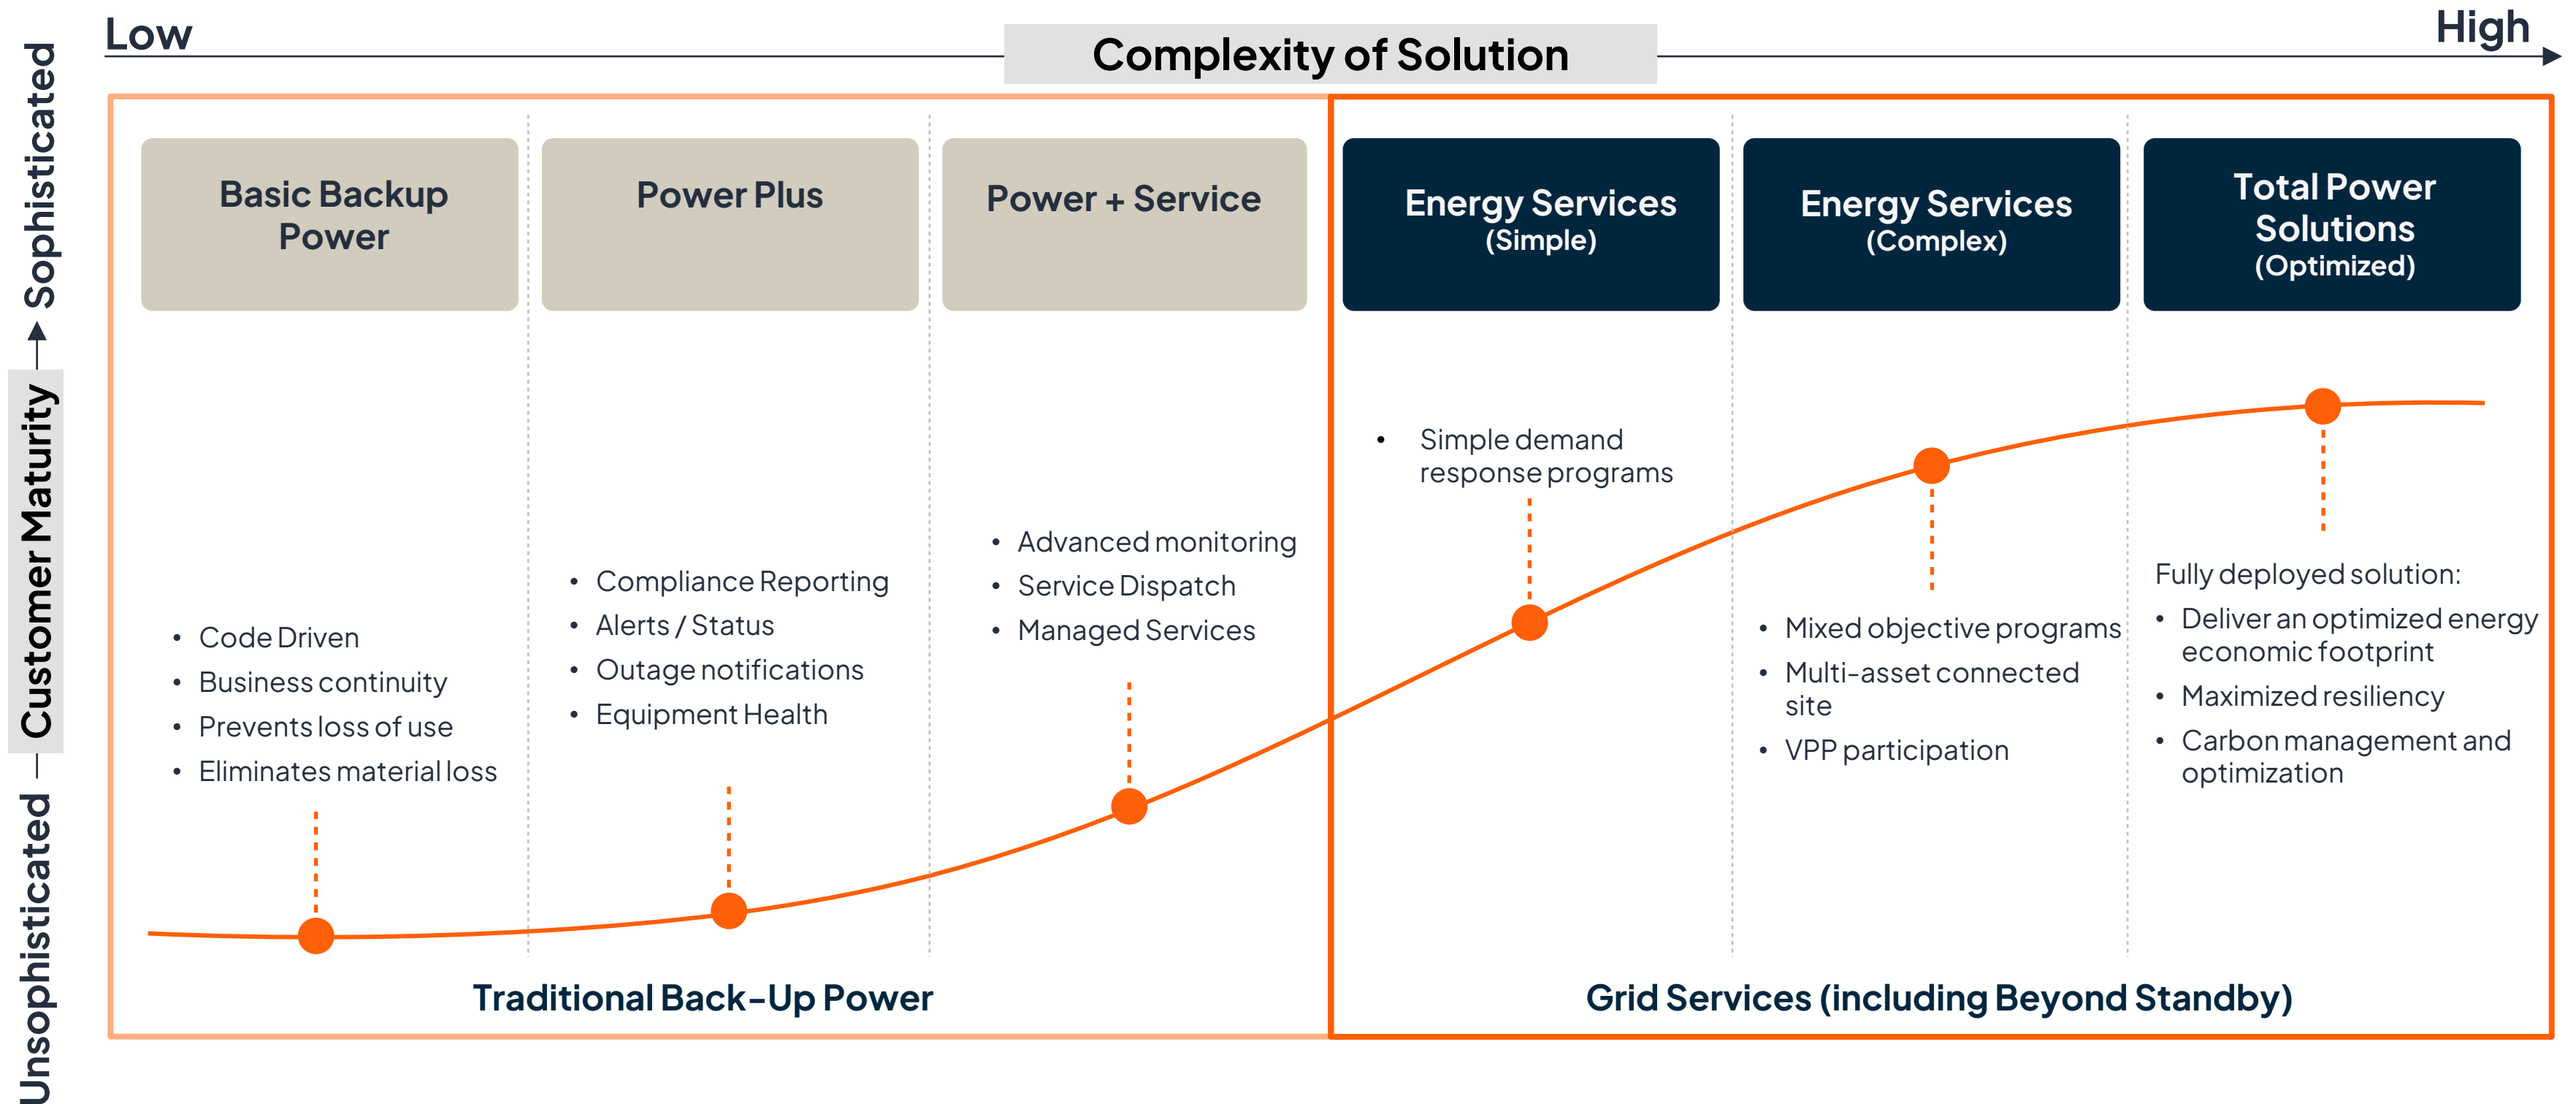 Low
High
Complexity of Solution
Sophisticated
Customer Maturity
Unsophisticated
Basic Backup
Power
Power Plus
Power + Service
Energy Services
(Simple)
Energy Services
(Complex)
Total Power
Solutions
(Optimized)
• Code Driven
• Business continuity
• Prevents loss of use
• Eliminates material loss
• Compliance Reporting
• Alerts / Status
• Outage notifications
• Equipment Health
• Advanced monitoring
• Service Dispatch
• Managed Services
• Simple demand
response programs
• Mixed objective programs
• Multi-asset connected
site
• VPP participation
Fully deployed solution:
• Deliver an optimized energy
economic footprint
• Maximized resiliency
• Carbon management and
optimization
Traditional Back-Up Power
Grid Services (including Beyond Standby)